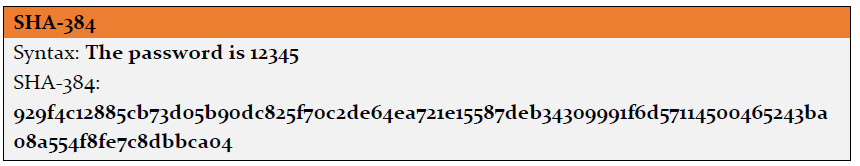 SHA-384
Syntax: The password is 12345
SHA-384:
929f4c12885cb73d05b90dc825f70c2de64ea721e15587deb34309991f6d57114500465243ba
08a554f8fe7c8dbbca04